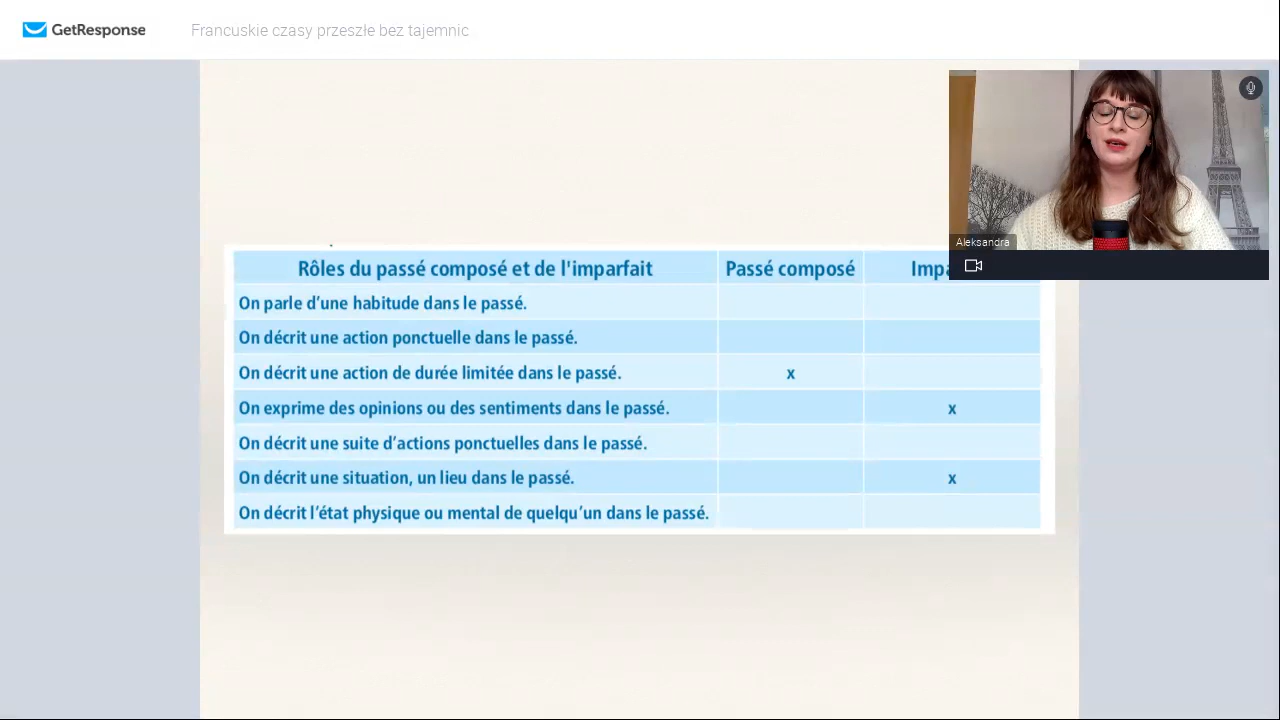 GetResponse
Francuskie czasy przeszłe bez tajemnic
Aleksandra
Rôles du passé composé et de l'imparfait Passé composé
On parle d’une habitude dans le passé.
On décrit une action ponctuelle dans le passé.
On décrit une action de durée limitée dans le passé. x
On exprime des opinions ou des sentiments dans le passé. x
On décrit une suite d’actions ponctuelles dans le passé.
On décrit une situation, un lieu dans le passé. x
On décrit l’état physique ou mental de quelqu’un dans le passé.